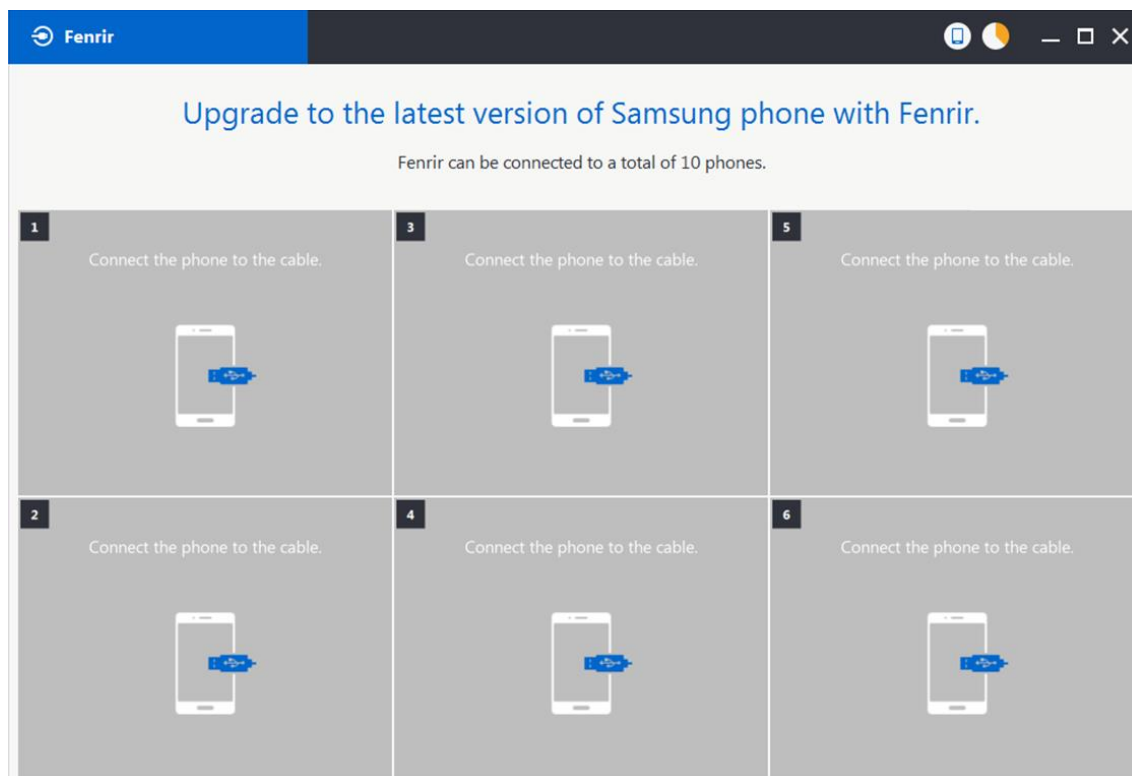 Fenrir
Upgrade to the latest version of Samsung phone with Fenrir.
Fenrir can be connected to a total of 10 phones.
1
Connect the phone to the cable.
3
Connect the phone to the cable.
5
Connect the phone to the cable.
2
Connect the phone to the cable.
4
Connect the phone to the cable.
6
Connect the phone to the cable.